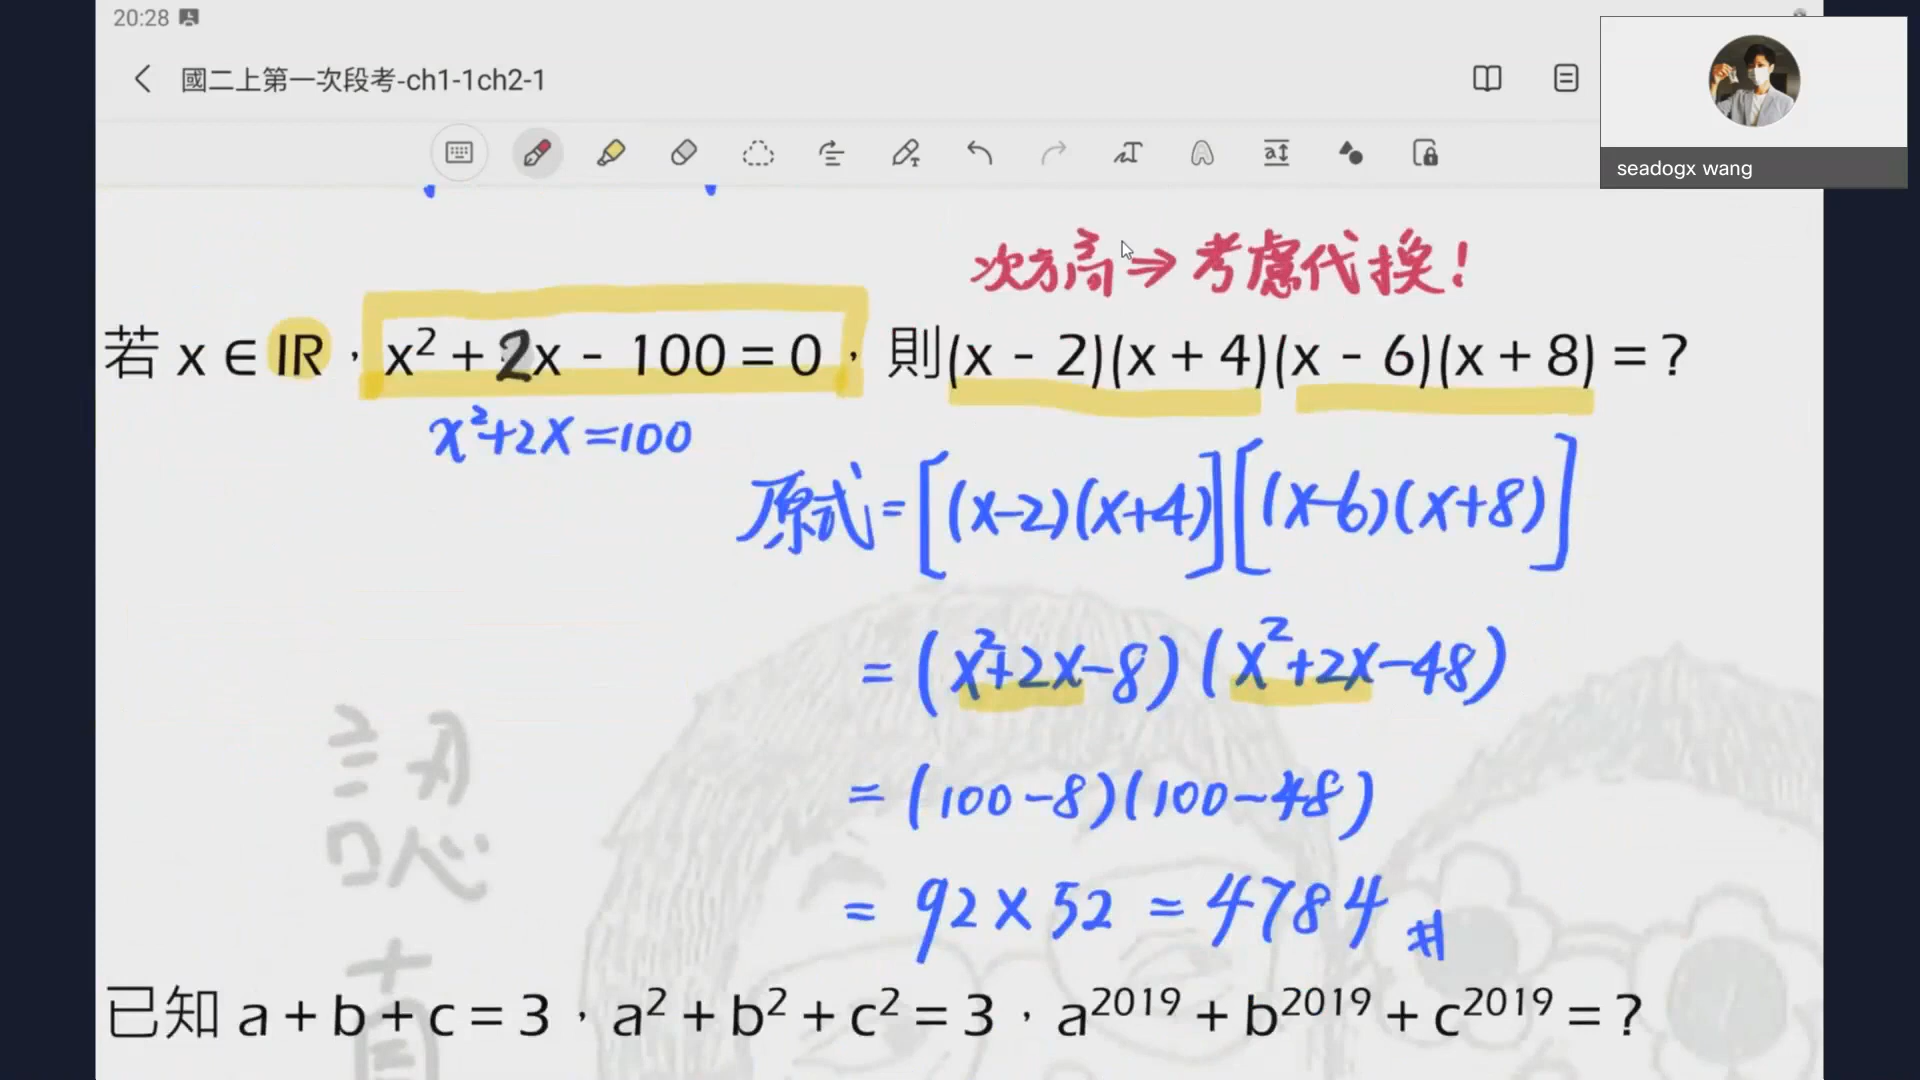 20:28
國二上第一次段考-ch1-1ch2-1
seadogx wang
次方高⇒考慮代換!
若 x ∈ IR，x² + 2x - 100 = 0，則(x - 2)(x + 4)(x - 6)(x + 8) = ?
x²+2x=100
原式=[(x-2)(x+4)][(x-6)(x+8)]
=(x²+2x-8)(x²+2x-48)
=(100-8)(100-48)
=92×52=4784 #
認真
已知 a + b + c = 3，a² + b² + c² = 3，a²⁰¹⁹ + b²⁰¹⁹ + c²⁰¹⁹ = ?